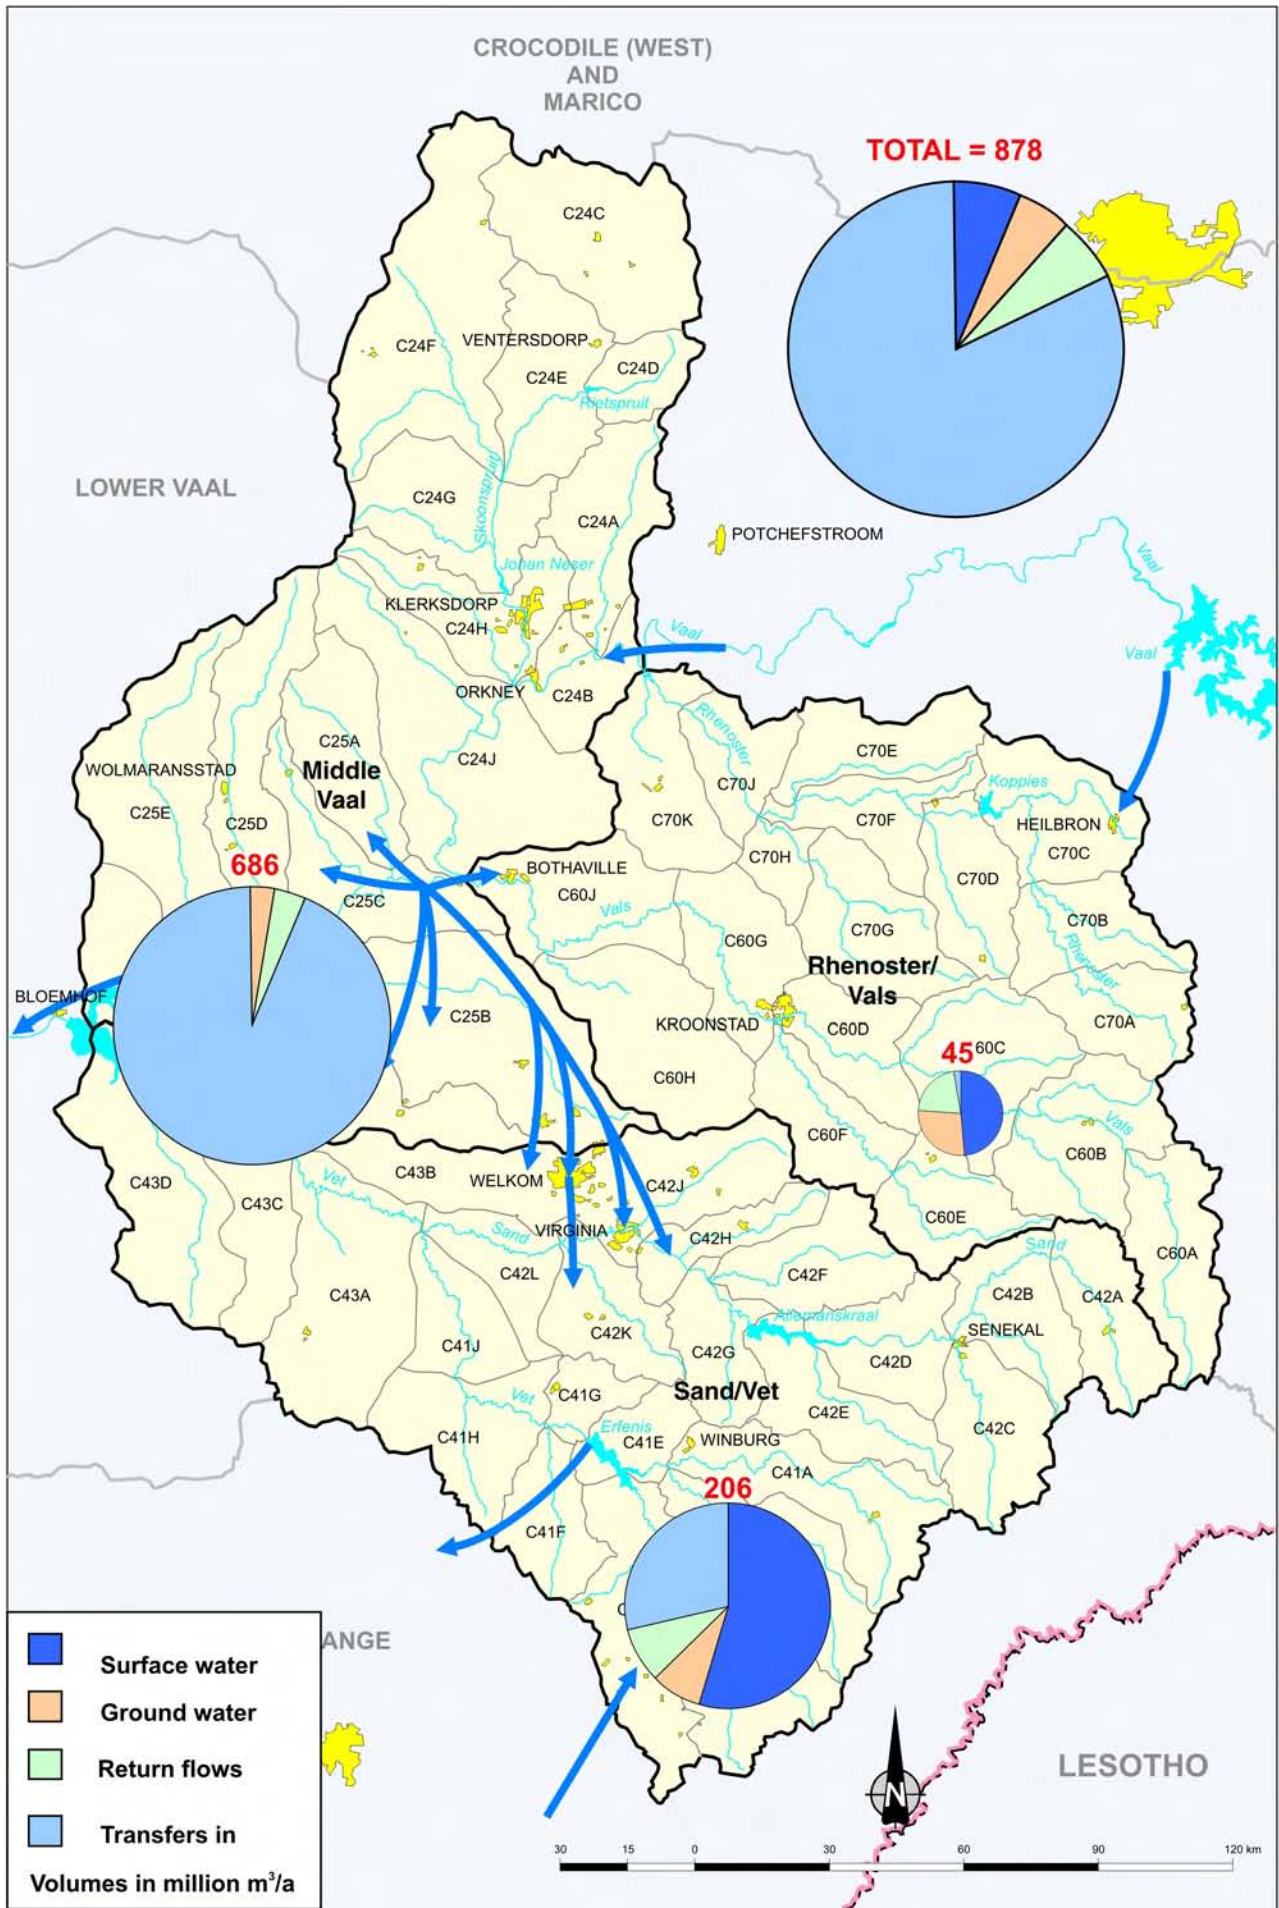 CROCODILE (WEST)
AND
MARICO
TOTAL = 878
C24C
C24F
VENTERSDORP
C24D
C24E
Rietspruit
LOWER VAAL
C24G
Skoonspruit
C24A
POTCHEFSTROOM
Vaal
Johan Neser
KLERKSDORP
C24H
Vaal
Vaal
ORKNEY
C24B
Rhenoster
C25A
C24J
C70E
WOLMARANSSTAD
Middle
Vaal
C70J
Koppies
C25E
C25D
C70K
C70F
HEILBRON
C70C
686
C70H
BOTHAVILLE
C60J
C70D
C25C
Vals
C70B
C60G
C70G
Rhenoster
Rhenoster/
Vals
BLOEMHOF
C25B
KROONSTAD
C60D
C70A
45
60C
C60H
C60F
Vals
C60B
C43D
C43C
Vet
C43B
WELKOM
C42J
Sand
VIRGINIA
C42H
C60E
Sand
C60A
C43A
C42L
C42F
C42B
C42A
Allemanskraal
C41J
C42K
C42G
SENEKAL
C42D
Vet
C41G
Sand/Vet
C42E
C41H
Erfenis
C41E
WINBURG
C42C
C41A
206
C41F
ANGE
LESOTHO
N
Surface water
Ground water
Return flows
Transfers in
Volumes in million m³/a
30 15 0 30 60 90 120 km